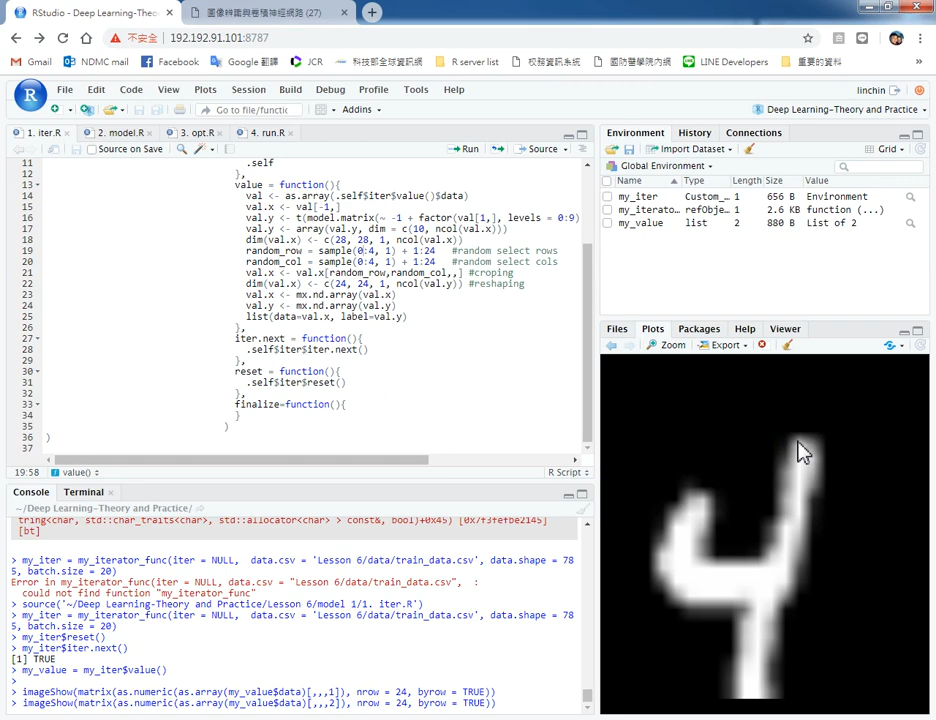 RStudio - Deep Learning-Theo
圖像辨識與卷積神經網路 (27)
不安全 192.192.91.101:8787
Gmail NDMC mail Facebook Google 翻譯 JCR 科技部全球資訊網 R server list 校務資訊系統 國防醫學院內網 LINE Developers 重要的資料 »
File Edit Code View Plots Session Build Debug Profile Tools Help linchin
Go to file/functic Addins Deep Learning-Theory and Practice
1. iter.R 2. model.R 3. opt.R 4. run.R
Source on Save Run Source
11 .self
12 },
13 value = function(){
14 val <- as.array(.self$iter$value()$data)
15 val.x <- val[-1,]
16 val.y <- t(model.matrix(~ -1 + factor(val[1,], levels = 0:9)
17 val.y <- array(val.y, dim = c(10, ncol(val.x)))
18 dim(val.x) <- c(28, 28, 1, ncol(val.x))
19 random_row = sample(0:4, 1) + 1:24 #random select rows
20 random_col = sample(0:4, 1) + 1:24 #random select cols
21 val.x <- val.x[random_row,random_col,,] #croping
22 dim(val.x) <- c(24, 24, 1, ncol(val.y)) #reshaping
23 val.x <- mx.nd.array(val.x)
24 val.y <- mx.nd.array(val.y)
25 list(data=val.x, label=val.y)
26 },
27 iter.next = function(){
28 .self$iter$iter.next()
29 },
30 reset = function(){
31 .self$iter$reset()
32 },
33 finalize=function(){
34 }
35 )
36 )
37
19:58 value() R Script
Console Terminal
~/Deep Learning-Theory and Practice/
tring<char, std::char_traits<char>, std::allocator<char> > const&, bool)+0x45) [0x7f3fefbe2145]
[bt]
> my_iter = my_iterator_func(iter = NULL, data.csv = 'Lesson 6/data/train_data.csv', data.shape = 78
5, batch.size = 20)
Error in my_iterator_func(iter = NULL, data.csv = "Lesson 6/data/train_data.csv", :
could not find function "my_iterator_func"
> source('~/Deep Learning-Theory and Practice/Lesson 6/model 1/1. iter.R')
> my_iter = my_iterator_func(iter = NULL, data.csv = 'Lesson 6/data/train_data.csv', data.shape = 78
5, batch.size = 20)
> my_iter$reset()
> my_iter$iter.next()
[1] TRUE
> my_value = my_iter$value()
>
> imageShow(matrix(as.numeric(as.array(my_value$data)[,,,1]), nrow = 24, byrow = TRUE))
> imageShow(matrix(as.numeric(as.array(my_value$data)[,,,2]), nrow = 24, byrow = TRUE))
Environment History Connections
Import Dataset Grid
Global Environment
Name Type Length Size Value
my_iter Custom_… 1 656 B Environment
my_iterato… refObje… 1 2.6 KB function (...)
my_value list 2 880 B List of 2
Files Plots Packages Help Viewer
Zoom Export